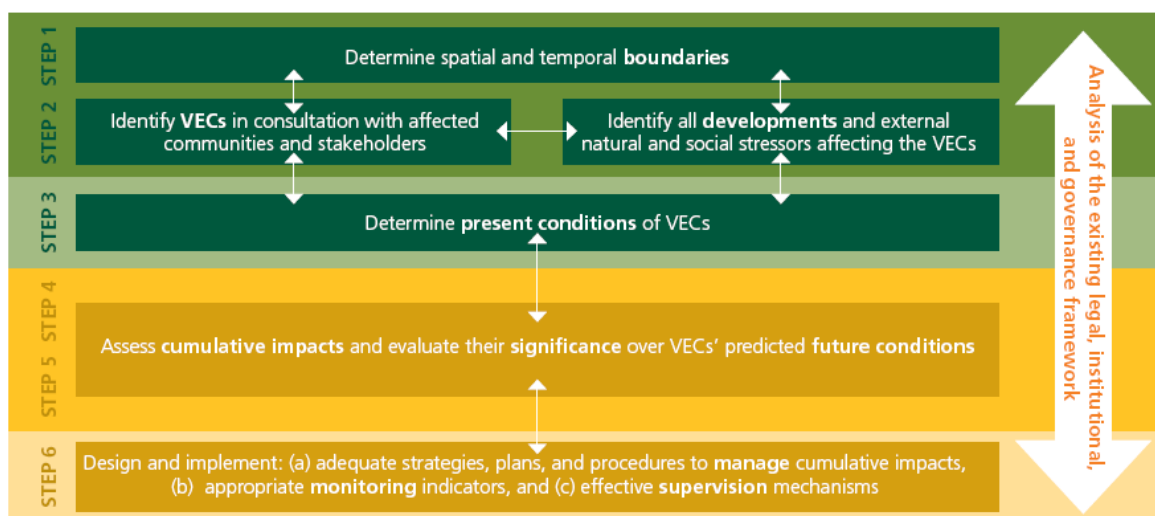 STEP 1
Determine spatial and temporal boundaries
STEP 2
Identify VECs in consultation with affected
communities and stakeholders
Identify all developments and external
natural and social stressors affecting the VECs
STEP 3
Determine present conditions of VECs
STEP 4
STEP 5
Assess cumulative impacts and evaluate their significance over VECs’ predicted future conditions
STEP 6
Design and implement: (a) adequate strategies, plans, and procedures to manage cumulative impacts,
(b) appropriate monitoring indicators, and (c) effective supervision mechanisms
Analysis of the existing legal, institutional,
and governance framework